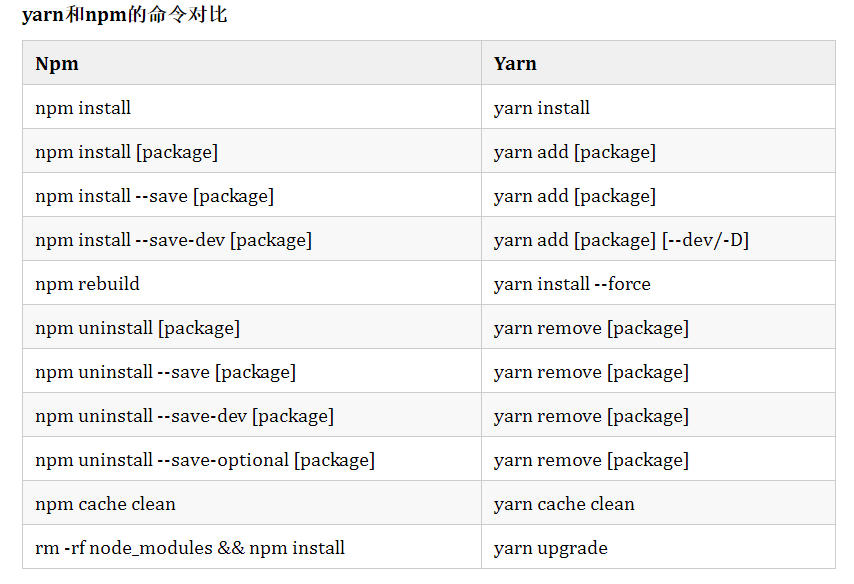 yarn和npm的命令对比
Npm Yarn
npm install yarn install
npm install [package] yarn add [package]
npm install --save [package] yarn add [package]
npm install --save-dev [package] yarn add [package] [--dev/-D]
npm rebuild yarn install --force
npm uninstall [package] yarn remove [package]
npm uninstall --save [package] yarn remove [package]
npm uninstall --save-dev [package] yarn remove [package]
npm uninstall --save-optional [package] yarn remove [package]
npm cache clean yarn cache clean
rm -rf node_modules && npm install yarn upgrade